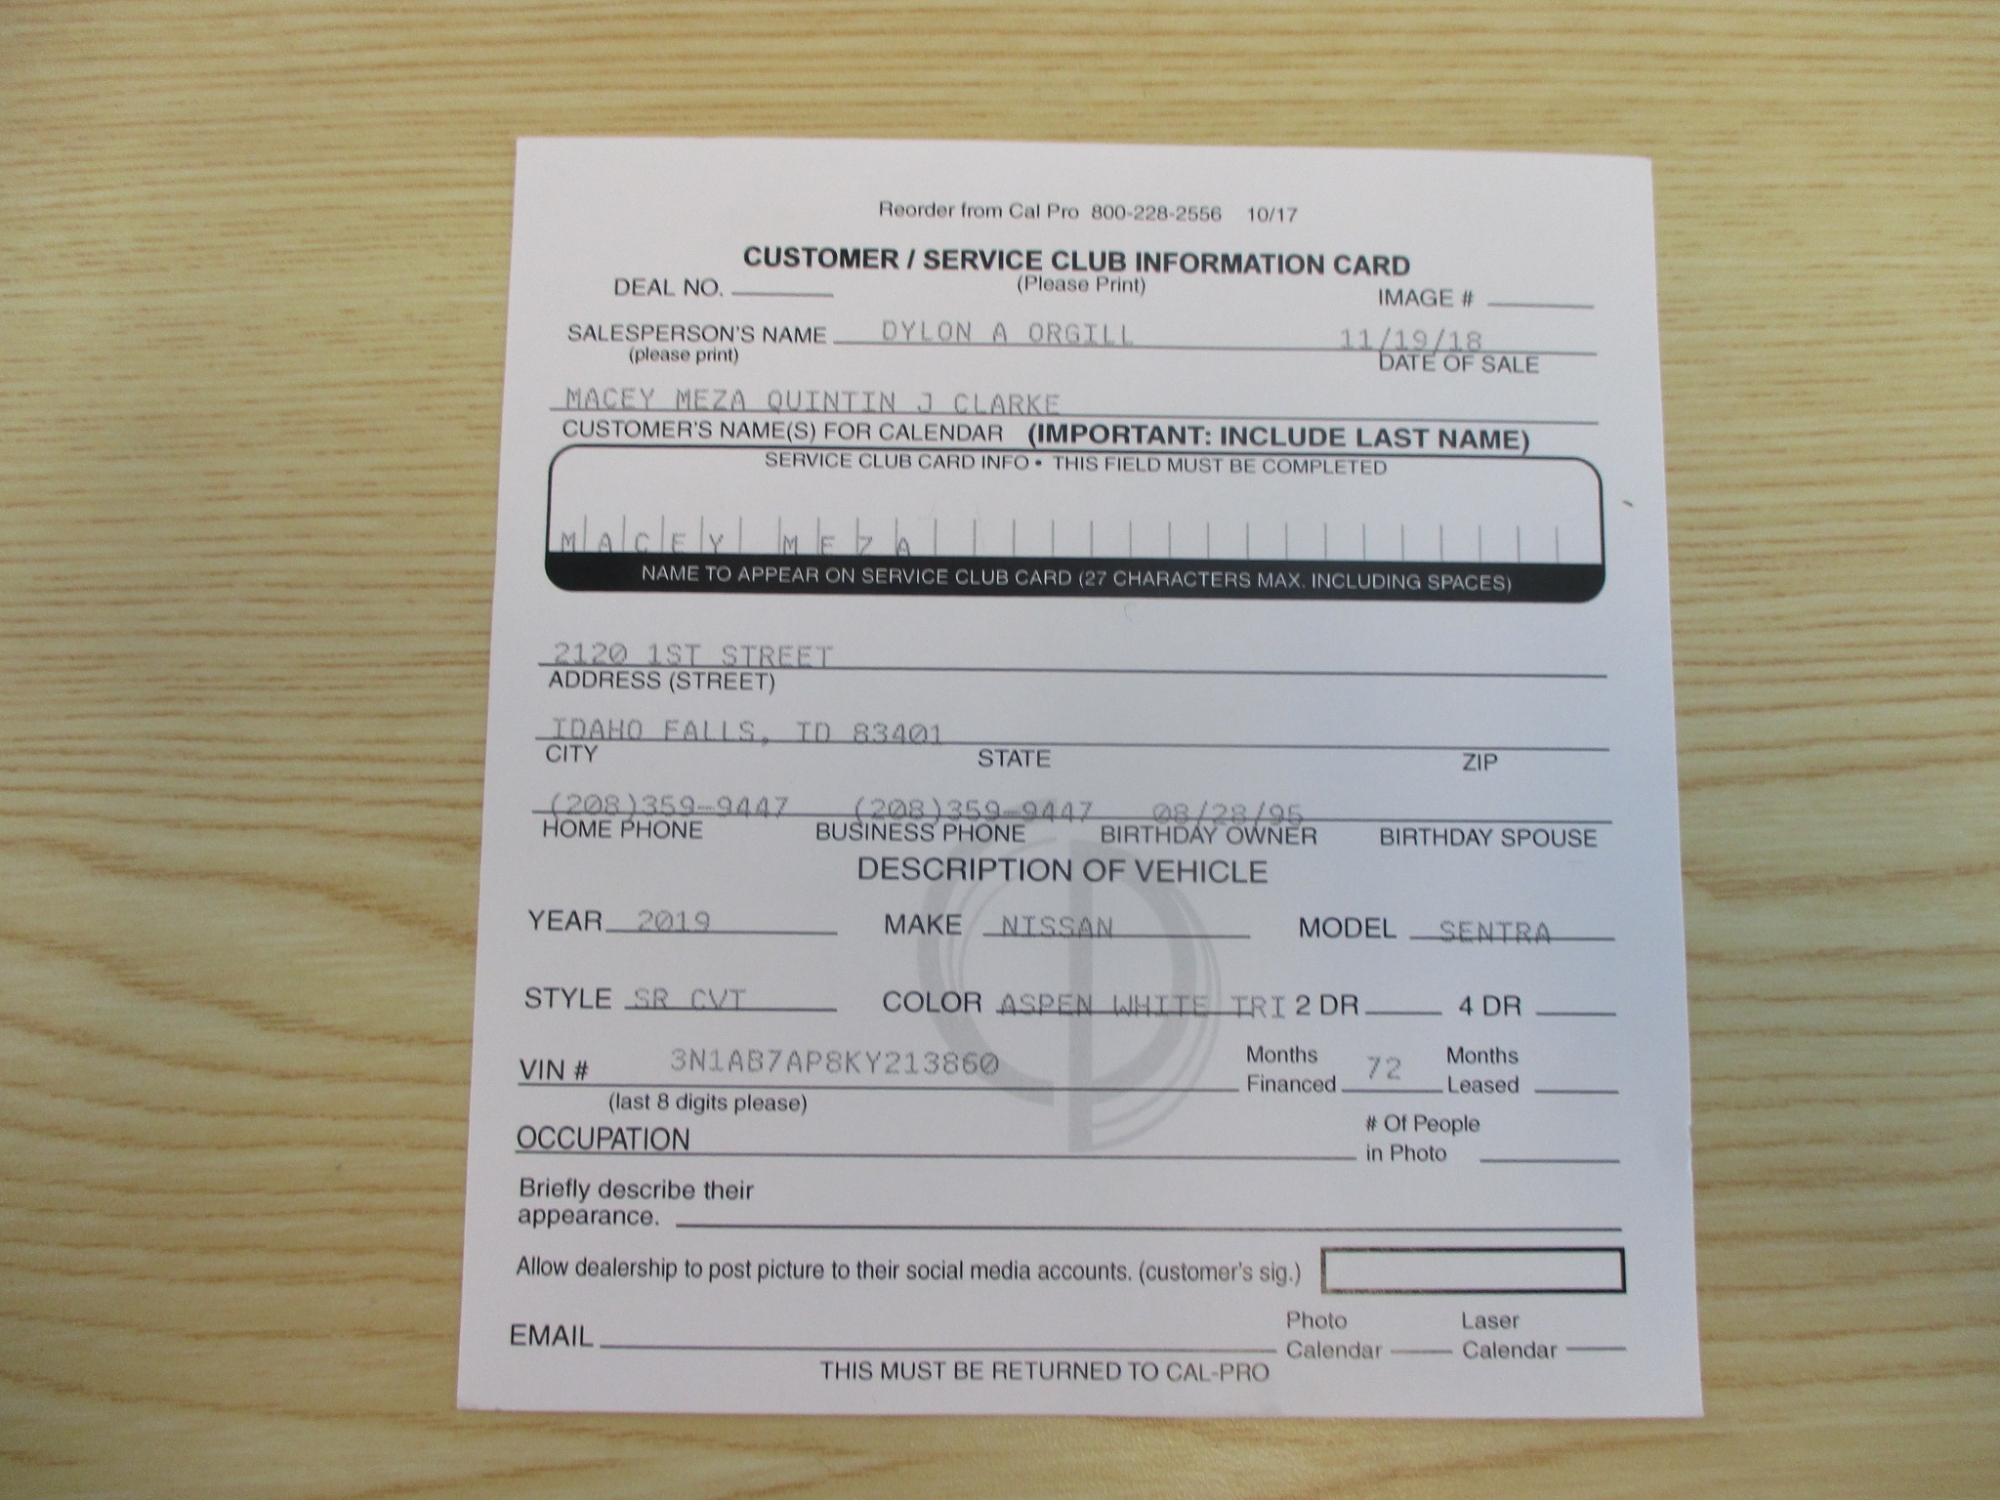 Reorder from Cal Pro 800-228-2556 10/17
CUSTOMER / SERVICE CLUB INFORMATION CARD
(Please Print)
DEAL NO. IMAGE #
SALESPERSON'S NAME DYLON A ORGILL 11/19/18
(please print) DATE OF SALE
MACEY MEZA QUINTIN J CLARKE
CUSTOMER'S NAME(S) FOR CALENDAR (IMPORTANT: INCLUDE LAST NAME)
SERVICE CLUB CARD INFO • THIS FIELD MUST BE COMPLETED
MACEY MEZA
NAME TO APPEAR ON SERVICE CLUB CARD (27 CHARACTERS MAX. INCLUDING SPACES)
2120 1ST STREET
ADDRESS (STREET)
IDAHO FALLS, ID 83401
CITY STATE ZIP
(208)359-9447 (208)359-9447 08/28/95
HOME PHONE BUSINESS PHONE BIRTHDAY OWNER BIRTHDAY SPOUSE
DESCRIPTION OF VEHICLE
YEAR 2019 MAKE NISSAN MODEL SENTRA
STYLE SR CVT COLOR ASPEN WHITE TRI 2 DR 4 DR
VIN # 3N1AB7AP8KY213860 Months Financed 72 Months Leased
(last 8 digits please)
OCCUPATION # Of People in Photo
Briefly describe their
appearance.
Allow dealership to post picture to their social media accounts. (customer's sig.)
EMAIL Photo Calendar Laser Calendar
THIS MUST BE RETURNED TO CAL-PRO